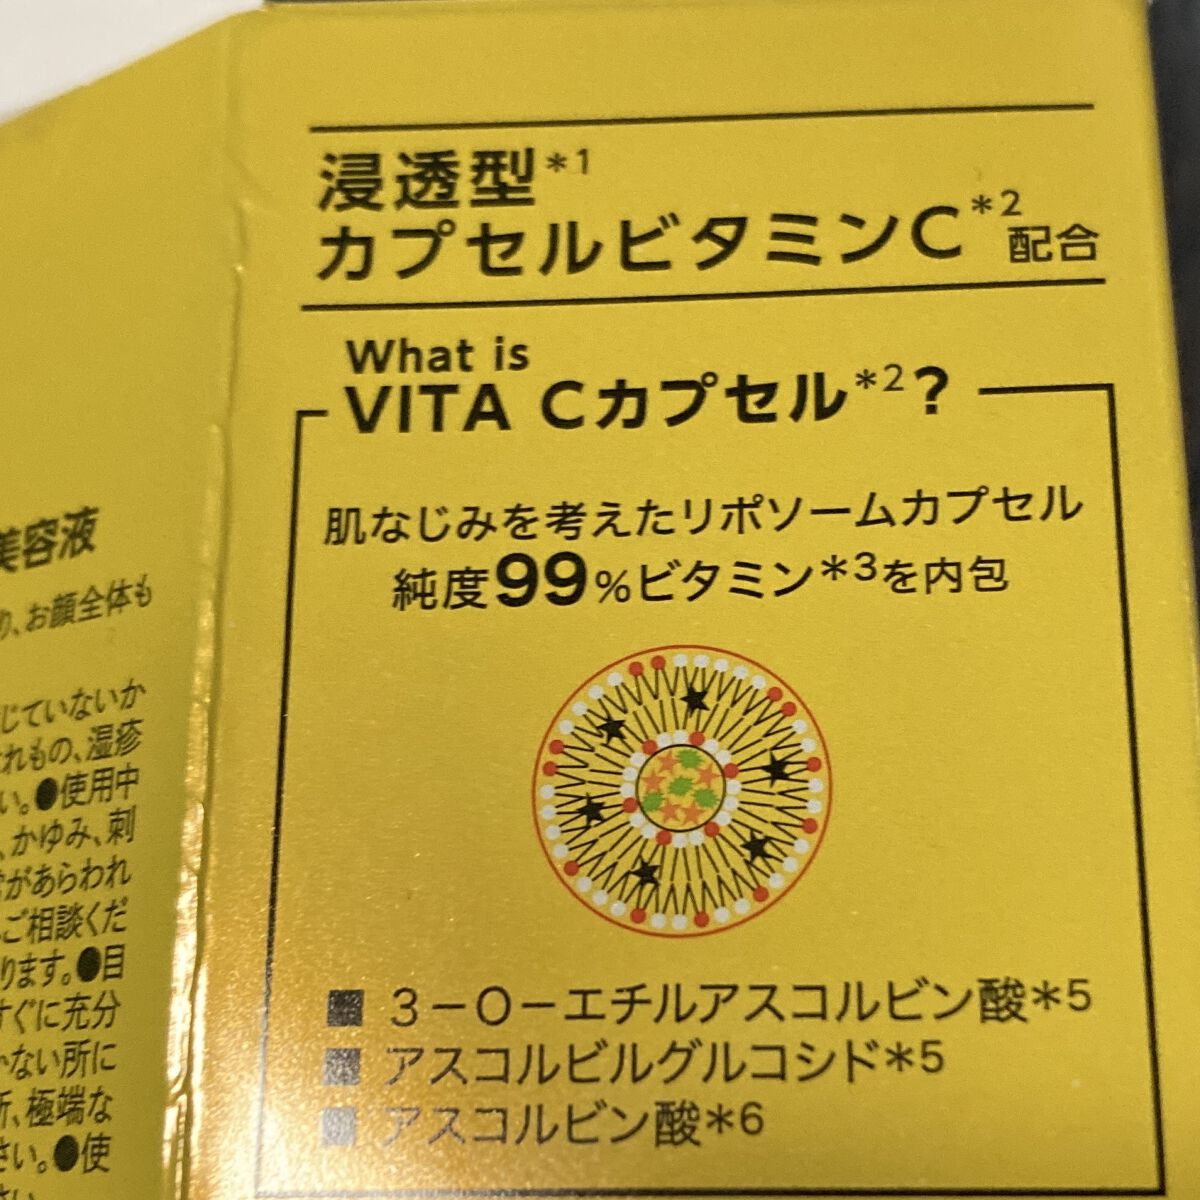 浸透型*1
カプセルビタミンC*2配合
What is
VITA Cカプセル*2?
肌なじみを考えたリポソームカプセル
純度99%ビタミン*3を内包
■ 3-O-エチルアスコルビン酸*5
■ アスコルビルグルコシド*5
■ アスコルビン酸*6
美容液
、お顔全体も
じていないか
れもの、湿疹
い。●使用中
、かゆみ、刺
があらわれ
ご相談くだ
ります。●目
すぐに充分
かない所に
所、極端な
さい。●使
さい